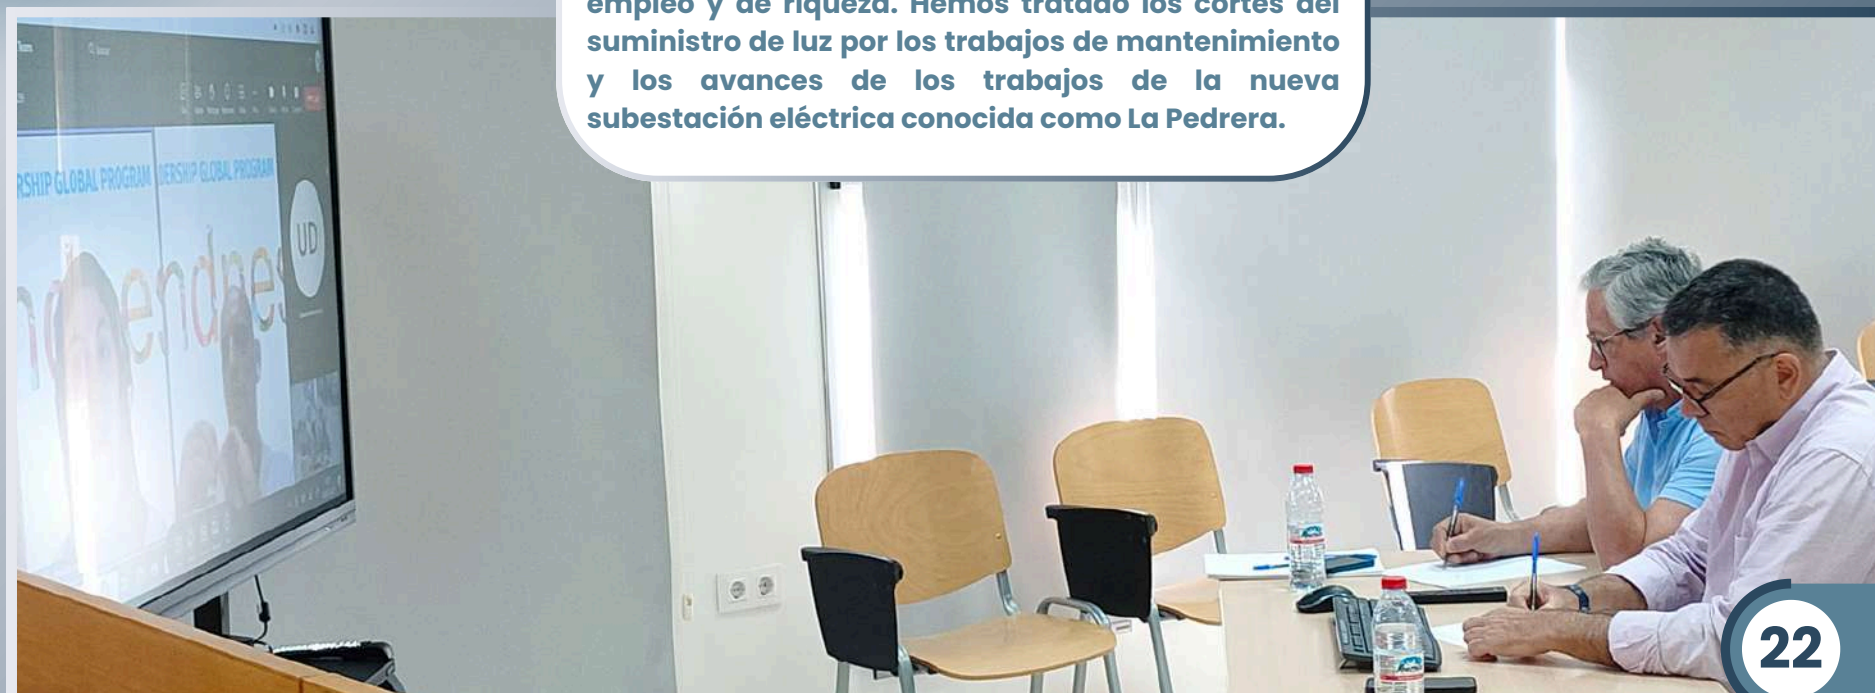 empleo y de riqueza. Hemos tratado los cortes del
suministro de luz por los trabajos de mantenimiento
y los avances de los trabajos de la nueva
subestación eléctrica conocida como La Pedrera.
RSHIP GLOBAL PROGRAM
ERSHIP GLOBAL PROGRAM
endes
UD
22